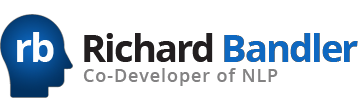 rb
Richard Bandler
Co-Developer of NLP